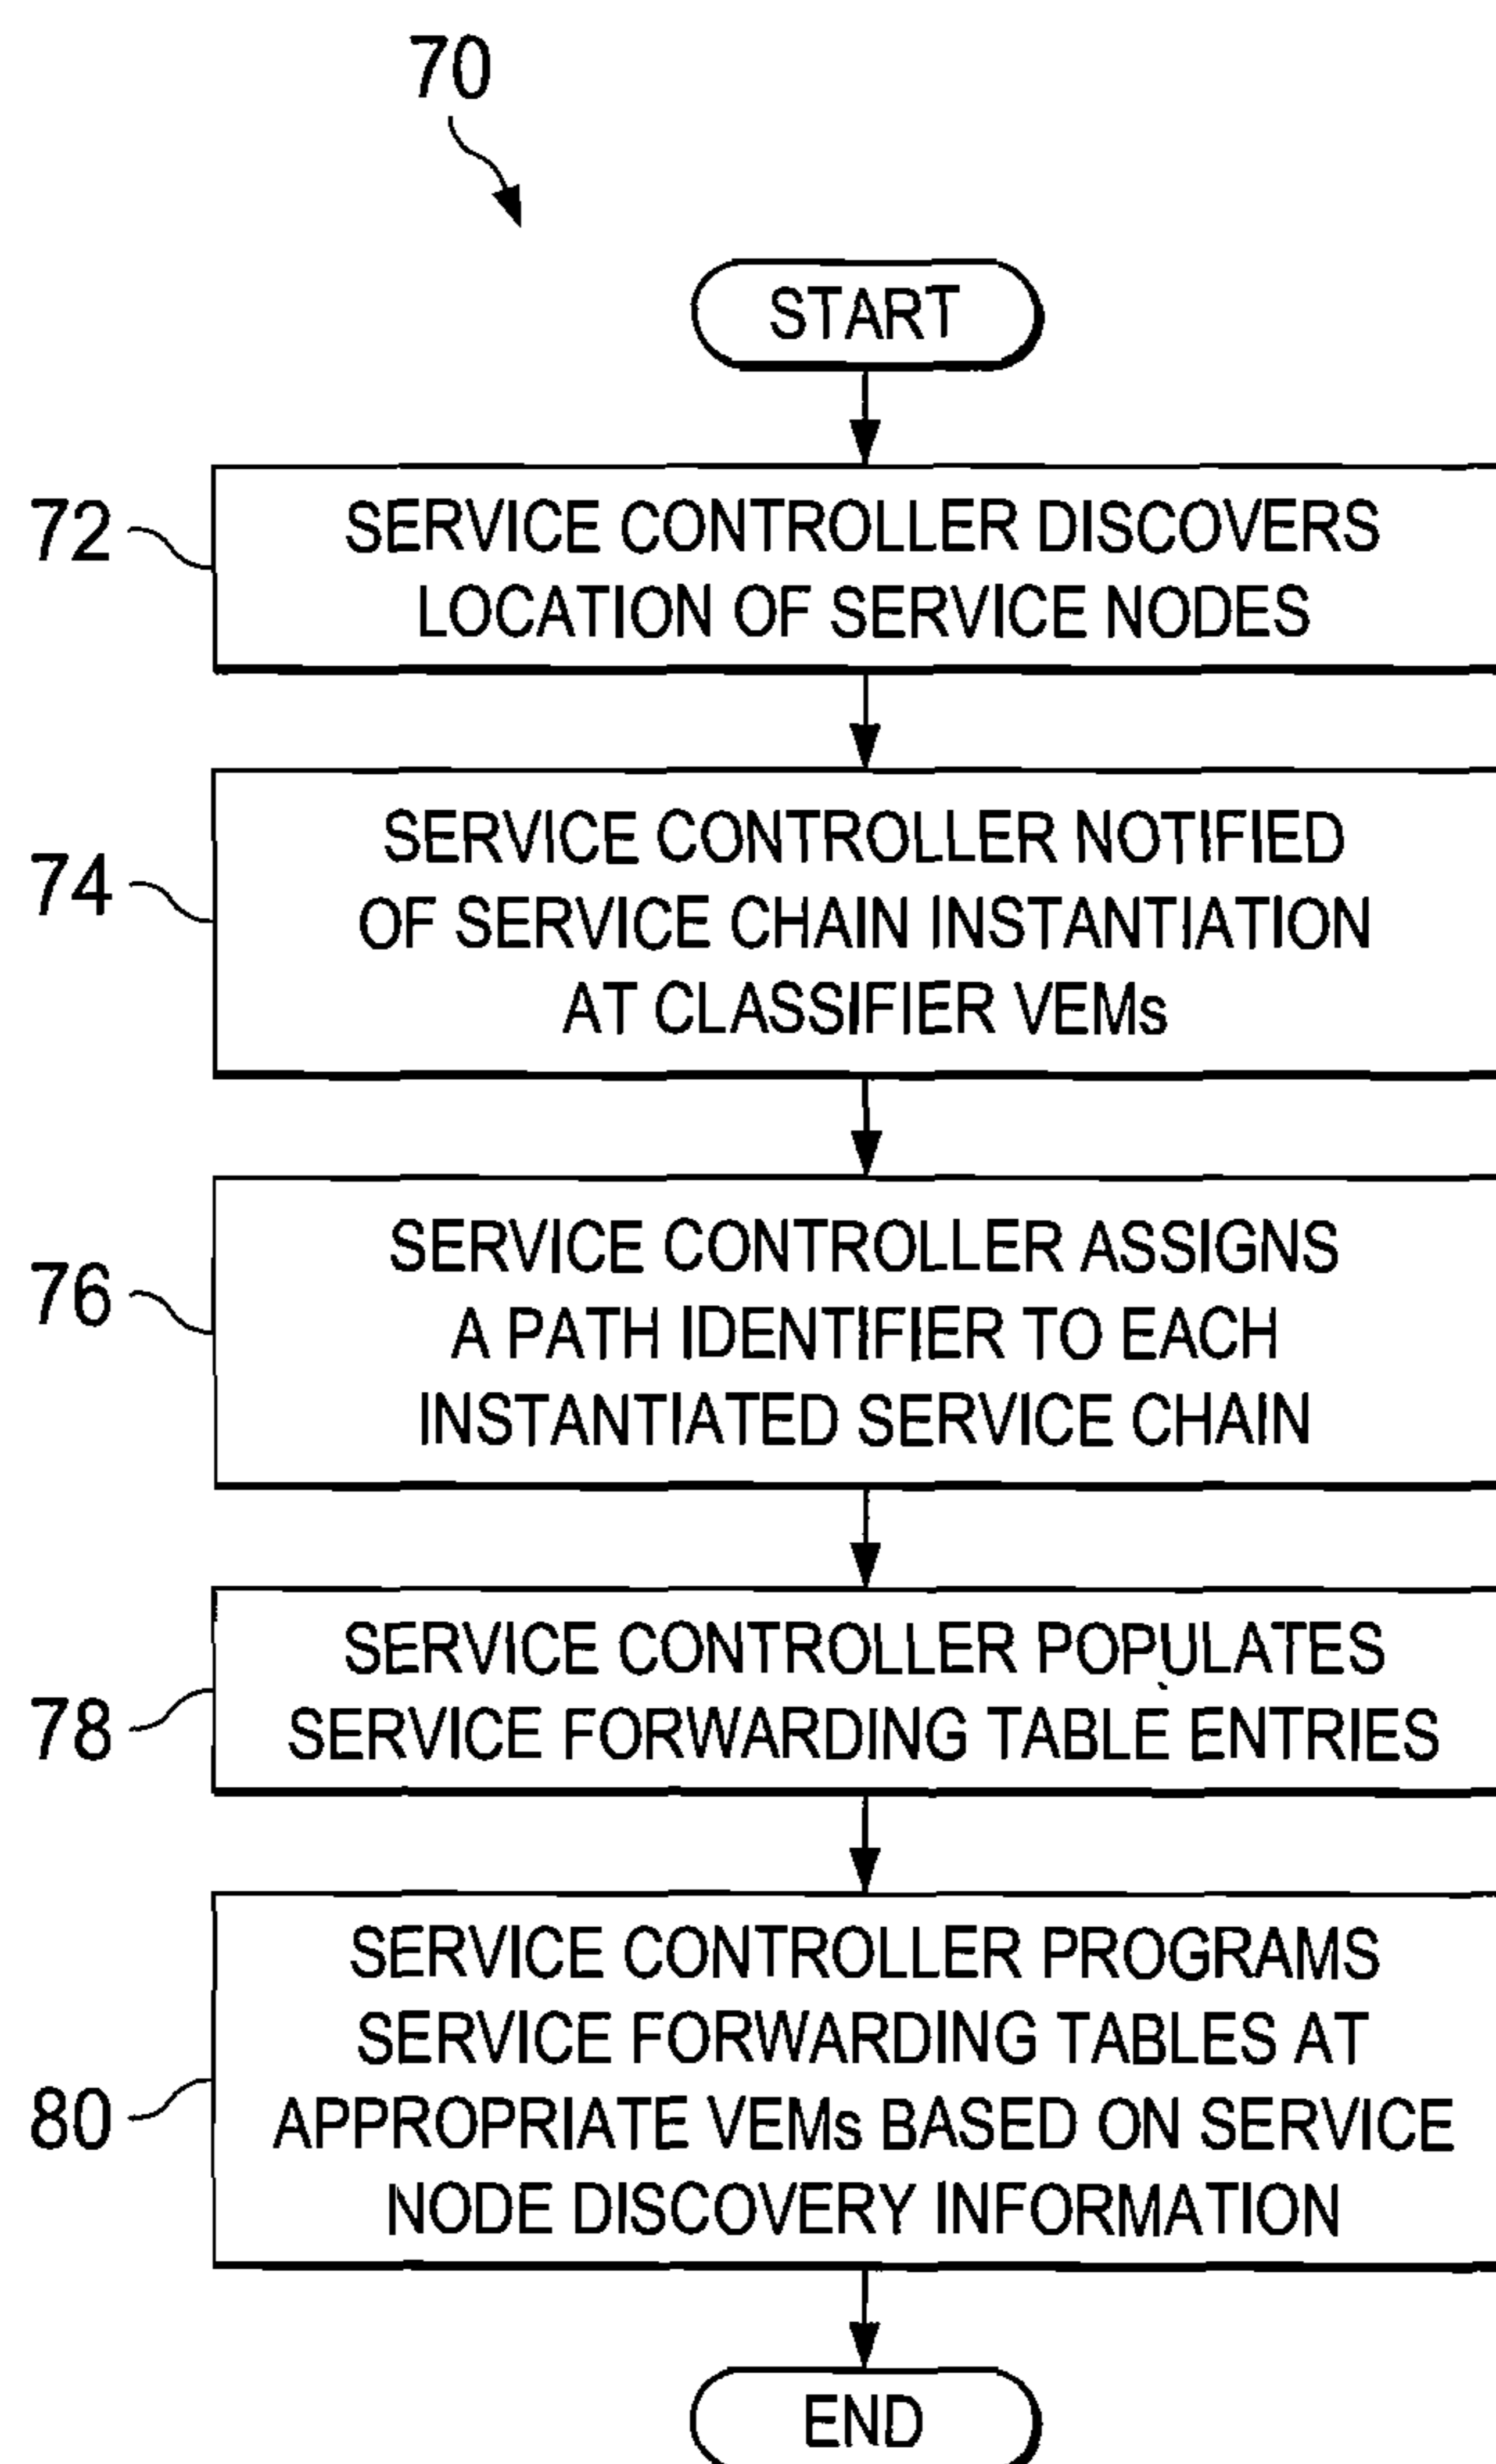 70
START
72
SERVICE CONTROLLER DISCOVERS
LOCATION OF SERVICE NODES
74
SERVICE CONTROLLER NOTIFIED
OF SERVICE CHAIN INSTANTIATION
AT CLASSIFIER VEMs
76
SERVICE CONTROLLER ASSIGNS
A PATH IDENTIFIER TO EACH
INSTANTIATED SERVICE CHAIN
78
SERVICE CONTROLLER POPULATES
SERVICE FORWARDING TABLE ENTRIES
80
SERVICE CONTROLLER PROGRAMS
SERVICE FORWARDING TABLES AT
APPROPRIATE VEMs BASED ON SERVICE
NODE DISCOVERY INFORMATION
END